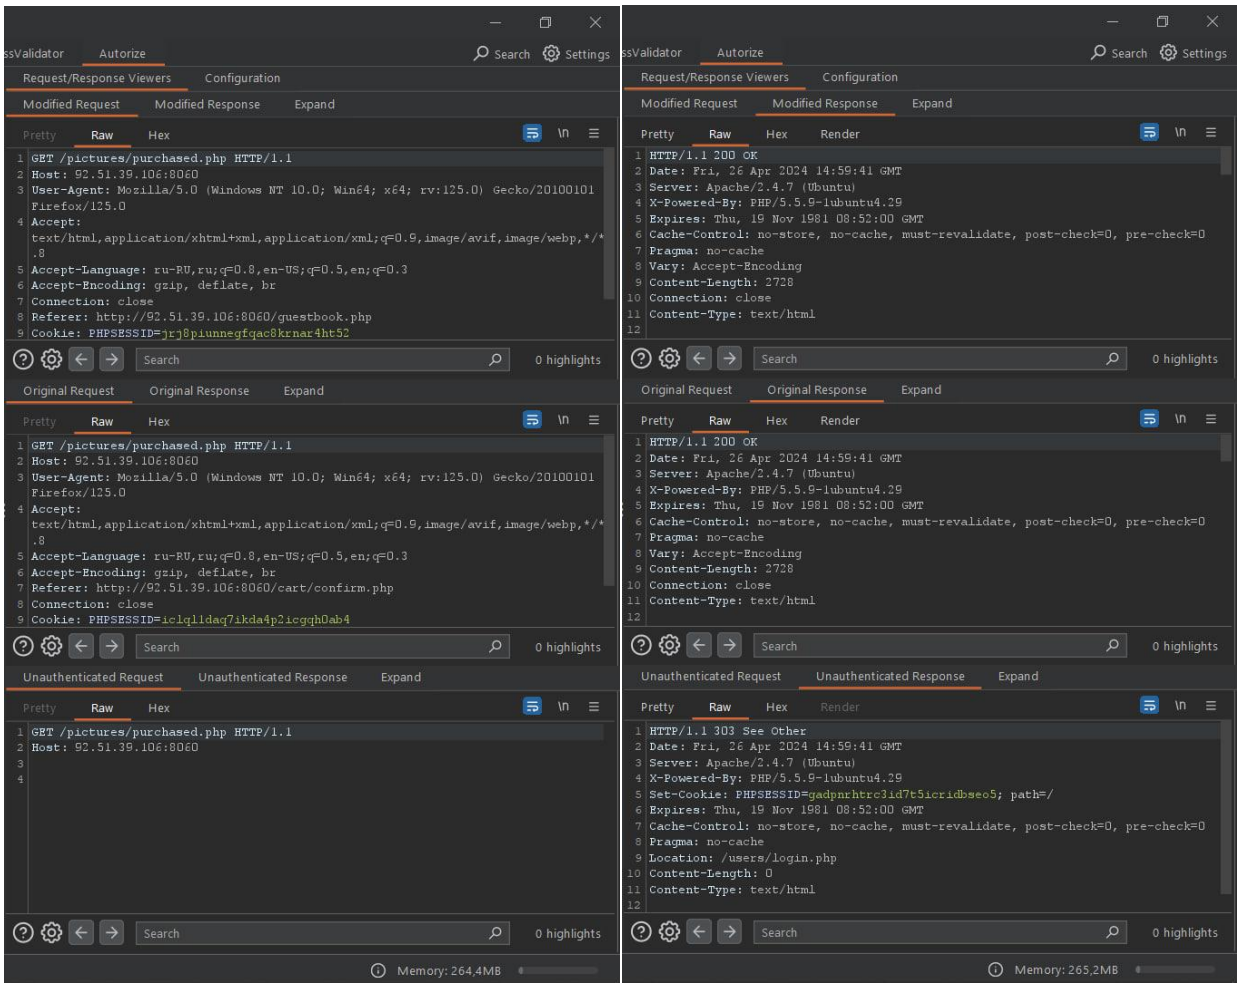 ssValidator Autorize Search Settings
Request/Response Viewers Configuration
Modified Request Modified Response Expand
Pretty Raw Hex \n
1 GET /pictures/purchased.php HTTP/1.1
2 Host: 92.51.39.106:8060
3 User-Agent: Mozilla/5.0 (Windows NT 10.0; Win64; x64; rv:125.0) Gecko/20100101
Firefox/125.0
4 Accept:
text/html,application/xhtml+xml,application/xml;q=0.9,image/avif,image/webp,*/*
.8
5 Accept-Language: ru-RU,ru;q=0.8,en-US;q=0.5,en;q=0.3
6 Accept-Encoding: gzip, deflate, br
7 Connection: close
8 Referer: http://92.51.39.106:8060/guestbook.php
9 Cookie: PHPSESSID=jrj8piunnegfqac8krnar4ht52
Search 0 highlights
Original Request Original Response Expand
Pretty Raw Hex \n
1 GET /pictures/purchased.php HTTP/1.1
2 Host: 92.51.39.106:8060
3 User-Agent: Mozilla/5.0 (Windows NT 10.0; Win64; x64; rv:125.0) Gecko/20100101
Firefox/125.0
4 Accept:
text/html,application/xhtml+xml,application/xml;q=0.9,image/avif,image/webp,*/*
.8
5 Accept-Language: ru-RU,ru;q=0.8,en-US;q=0.5,en;q=0.3
6 Accept-Encoding: gzip, deflate, br
7 Referer: http://92.51.39.106:8060/cart/confirm.php
8 Connection: close
9 Cookie: PHPSESSID=iclql1daq7ikda4p2icgqh0ab4
Search 0 highlights
Unauthenticated Request Unauthenticated Response Expand
Pretty Raw Hex \n
1 GET /pictures/purchased.php HTTP/1.1
2 Host: 92.51.39.106:8060
3
4
Search 0 highlights
Memory: 264,4MB
ssValidator Autorize Search Settings
Request/Response Viewers Configuration
Modified Request Modified Response Expand
Pretty Raw Hex Render \n
1 HTTP/1.1 200 OK
2 Date: Fri, 26 Apr 2024 14:59:41 GMT
3 Server: Apache/2.4.7 (Ubuntu)
4 X-Powered-By: PHP/5.5.9-1ubuntu4.29
5 Expires: Thu, 19 Nov 1981 08:52:00 GMT
6 Cache-Control: no-store, no-cache, must-revalidate, post-check=0, pre-check=0
7 Pragma: no-cache
8 Vary: Accept-Encoding
9 Content-Length: 2728
10 Connection: close
11 Content-Type: text/html
12
Search 0 highlights
Original Request Original Response Expand
Pretty Raw Hex Render \n
1 HTTP/1.1 200 OK
2 Date: Fri, 26 Apr 2024 14:59:41 GMT
3 Server: Apache/2.4.7 (Ubuntu)
4 X-Powered-By: PHP/5.5.9-1ubuntu4.29
5 Expires: Thu, 19 Nov 1981 08:52:00 GMT
6 Cache-Control: no-store, no-cache, must-revalidate, post-check=0, pre-check=0
7 Pragma: no-cache
8 Vary: Accept-Encoding
9 Content-Length: 2728
10 Connection: close
11 Content-Type: text/html
12
Search 0 highlights
Unauthenticated Request Unauthenticated Response Expand
Pretty Raw Hex Render \n
1 HTTP/1.1 303 See Other
2 Date: Fri, 26 Apr 2024 14:59:41 GMT
3 Server: Apache/2.4.7 (Ubuntu)
4 X-Powered-By: PHP/5.5.9-1ubuntu4.29
5 Set-Cookie: PHPSESSID=gadpnrhtrc3id7t5icridbseo5; path=/
6 Expires: Thu, 19 Nov 1981 08:52:00 GMT
7 Cache-Control: no-store, no-cache, must-revalidate, post-check=0, pre-check=0
8 Pragma: no-cache
9 Location: /users/login.php
10 Content-Length: 0
11 Content-Type: text/html
12
Search 0 highlights
Memory: 265,2MB